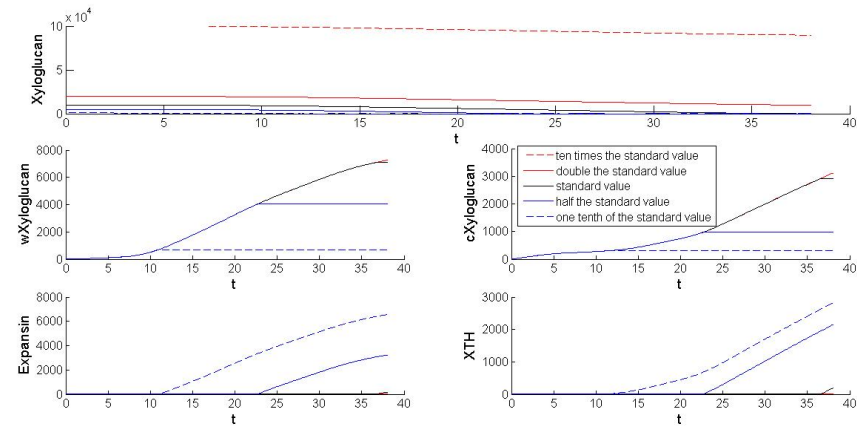 x 10^4
10
5
0
Xyloglucan
0 5 10 15 20 25 30 35 40
t
8000
6000
4000
2000
0
wXyloglucan
0 5 10 15 20 25 30 35 40
t
4000
3000
2000
1000
0
cXyloglucan
ten times the standard value
double the standard value
standard value
half the standard value
one tenth of the standard value
0 5 10 15 20 25 30 35 40
t
8000
6000
4000
2000
0
Expansin
0 5 10 15 20 25 30 35 40
t
3000
2000
1000
0
XTH
0 5 10 15 20 25 30 35 40
t